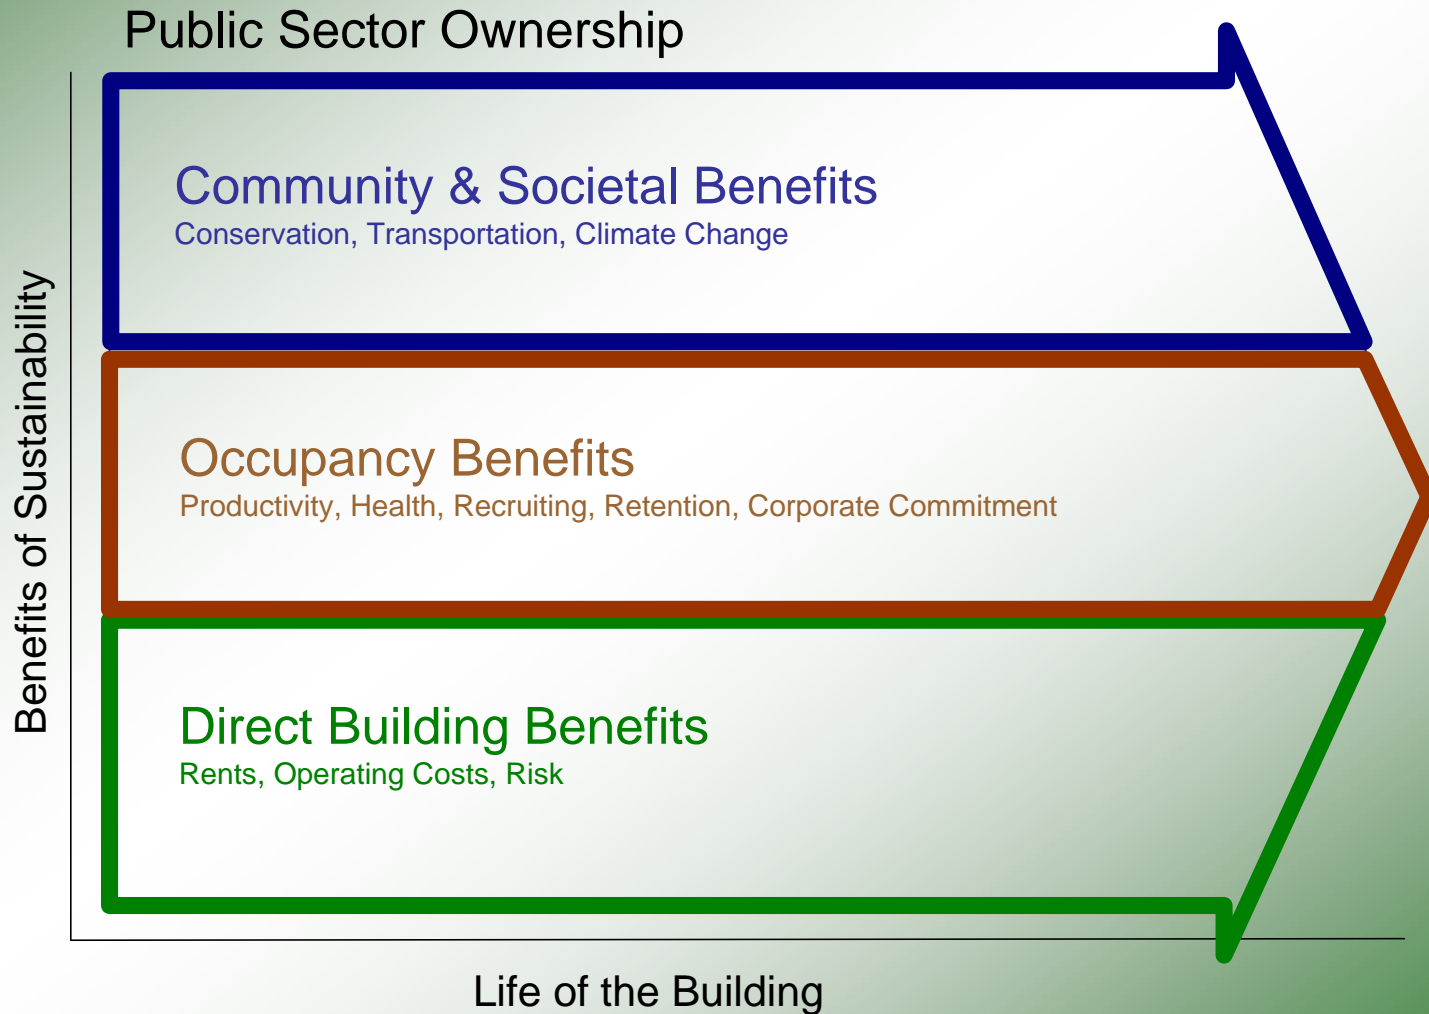 Public Sector Ownership
Community & Societal Benefits
Conservation, Transportation, Climate Change
Benefits of Sustainability
Occupancy Benefits
Productivity, Health, Recruiting, Retention, Corporate Commitment
Direct Building Benefits
Rents, Operating Costs, Risk
Life of the Building